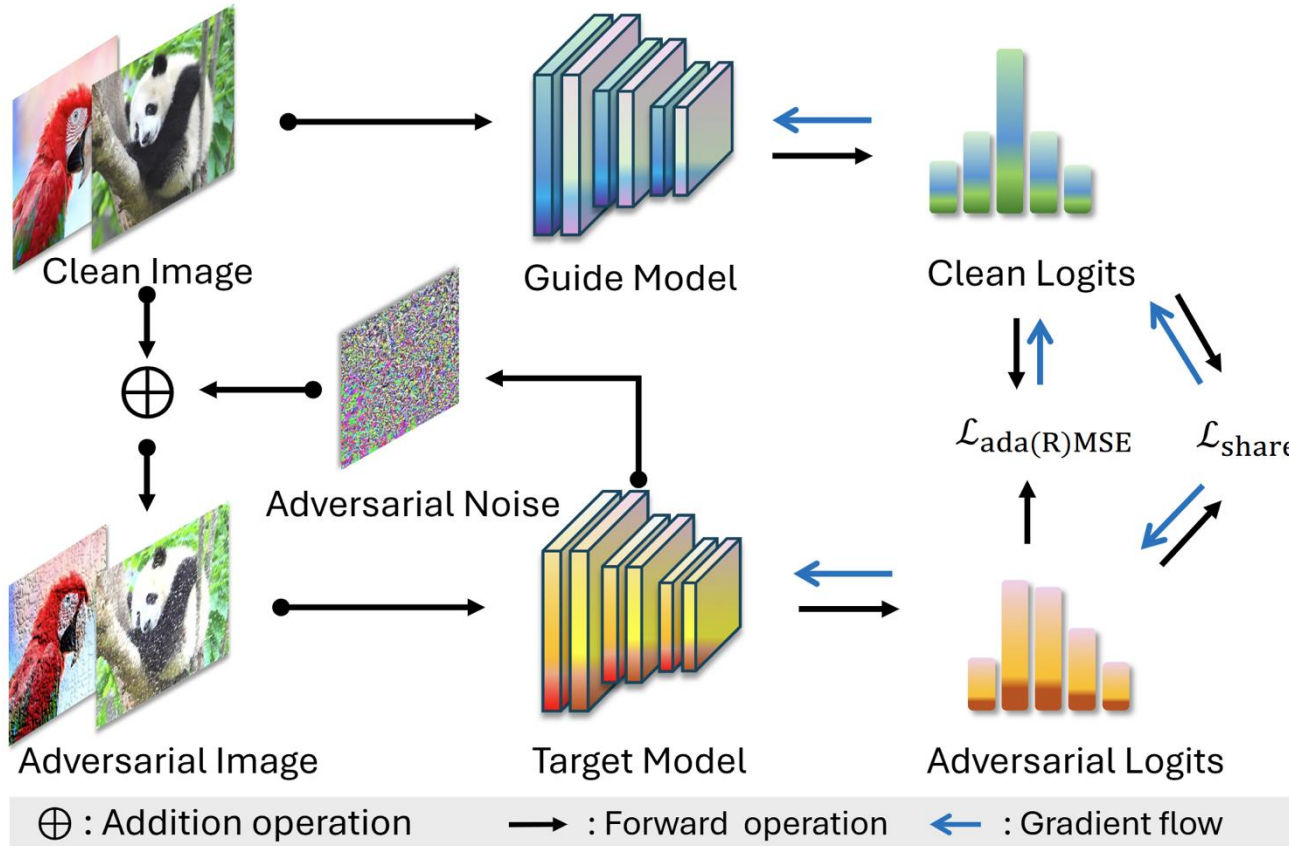 Clean Image
Guide Model
Clean Logits
Adversarial Noise
ℒada(R)MSE
ℒshare
Adversarial Image
Target Model
Adversarial Logits
⊕ : Addition operation
: Forward operation
: Gradient flow